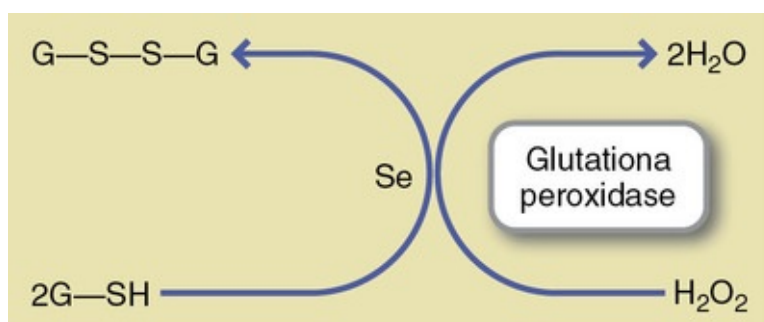 G—S—S—G
2H₂O
Se
Glutationa
peroxidase
2G—SH
H₂O₂